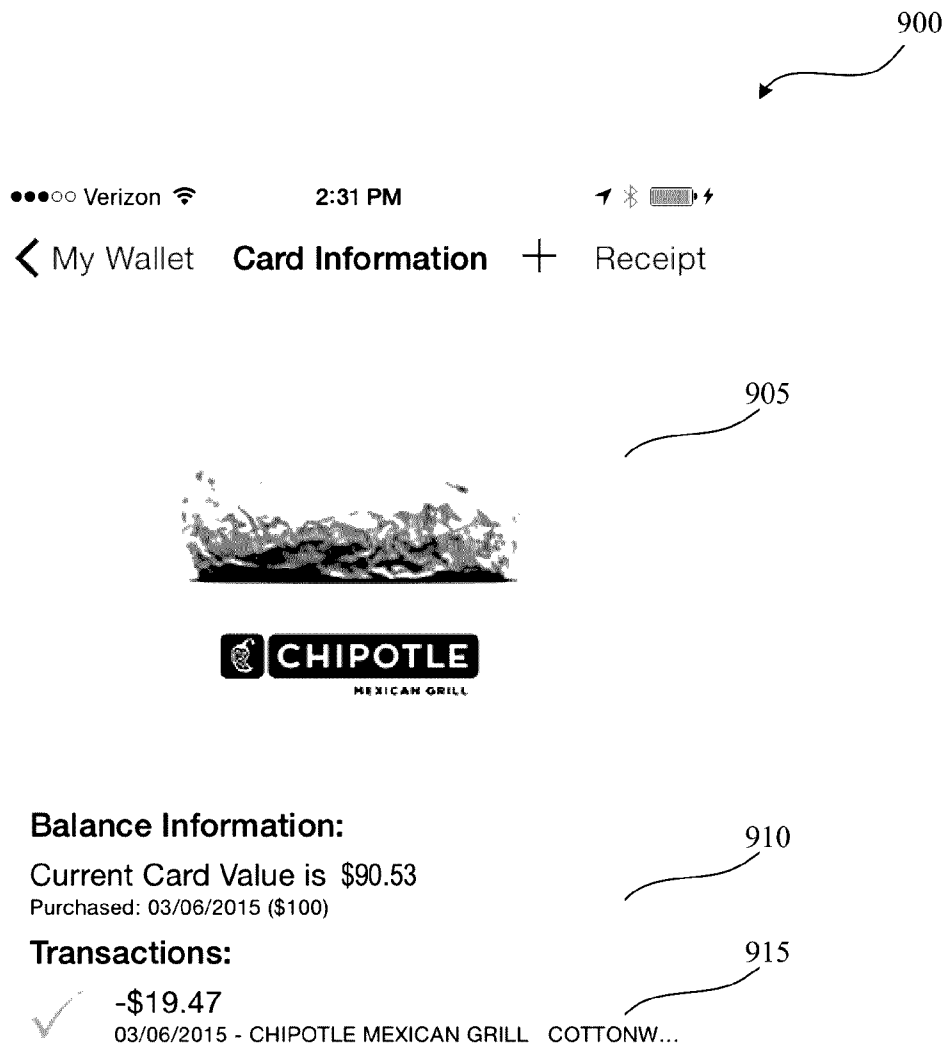 900
Verizon 2:31 PM
My Wallet Card Information + Receipt
905
CHIPOTLE
MEXICAN GRILL
Balance Information:
910
Current Card Value is $90.53
Purchased: 03/06/2015 ($100)
Transactions:
915
-$19.47
03/06/2015 - CHIPOTLE MEXICAN GRILL COTTONW...